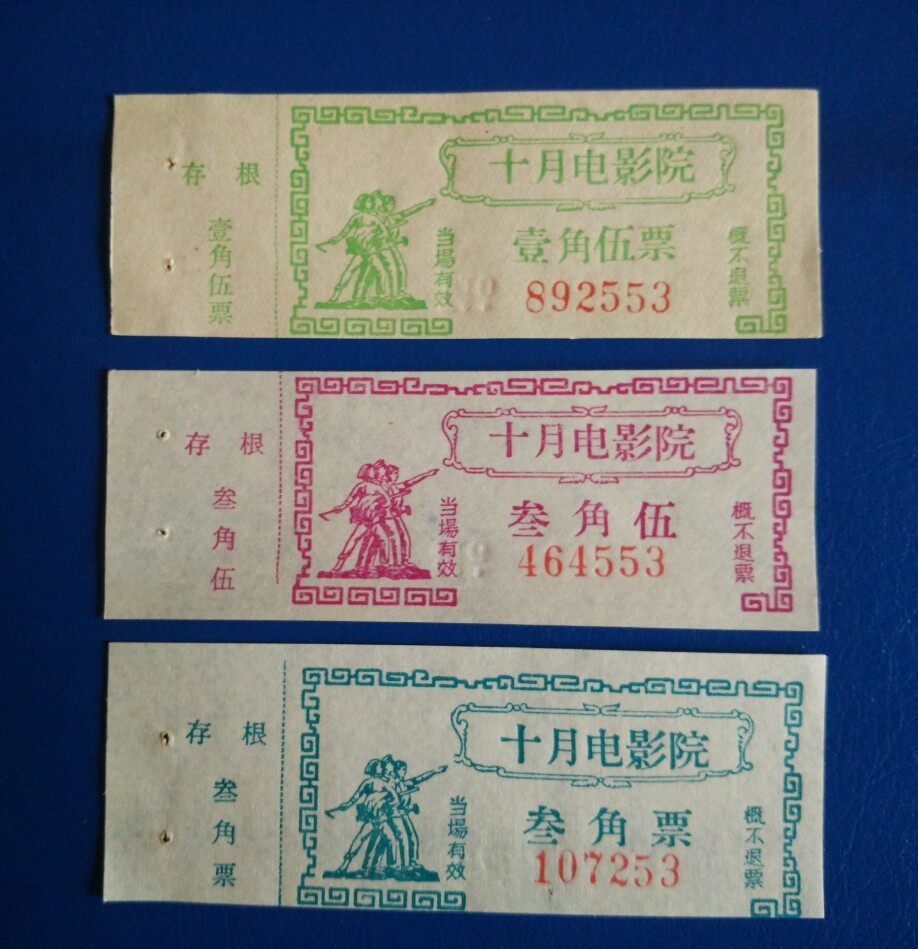 存根
壹角伍票
十月电影院
壹角伍票
当場有效
892553
概不退票
存根
叁角伍
十月电影院
叁角伍
当場有效
464553
概不退票
存根
叁角票
十月电影院
叁角票
当場有效
107253
概不退票